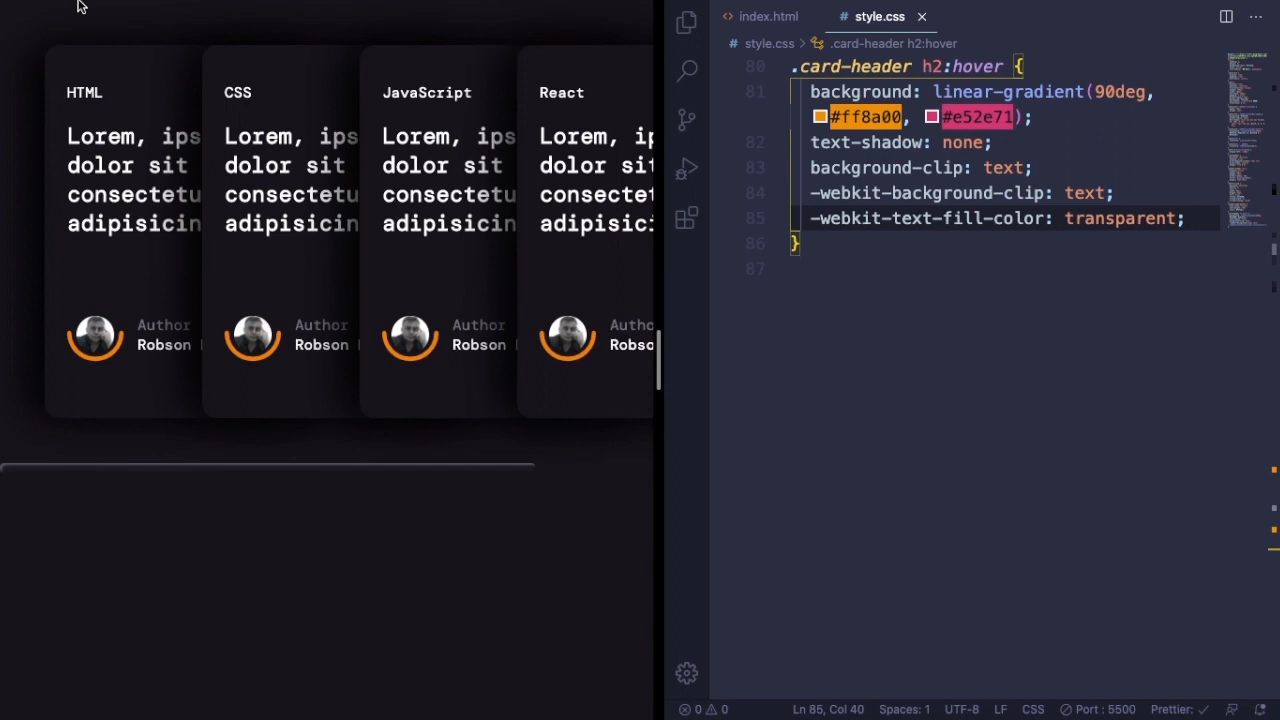 HTML
Lorem, ips
dolor sit
consectetu
adipisicin
Author
Robson
CSS
Lorem, ips
dolor sit
consectetu
adipisicin
Author
Robson
JavaScript
Lorem, ips
dolor sit
consectetu
adipisicin
Author
Robson
React
Lorem, i
dolor si
consecte
adipisici
Autho
Robso
index.html
# style.css
# style.css > .card-header h2:hover
80 .card-header h2:hover {
81 background: linear-gradient(90deg,
#ff8a00, #e52e71);
82 text-shadow: none;
83 background-clip: text;
84 -webkit-background-clip: text;
85 -webkit-text-fill-color: transparent;
86 }
87
0 0 Ln 85, Col 40 Spaces: 1 UTF-8 LF CSS Port : 5500 Prettier: